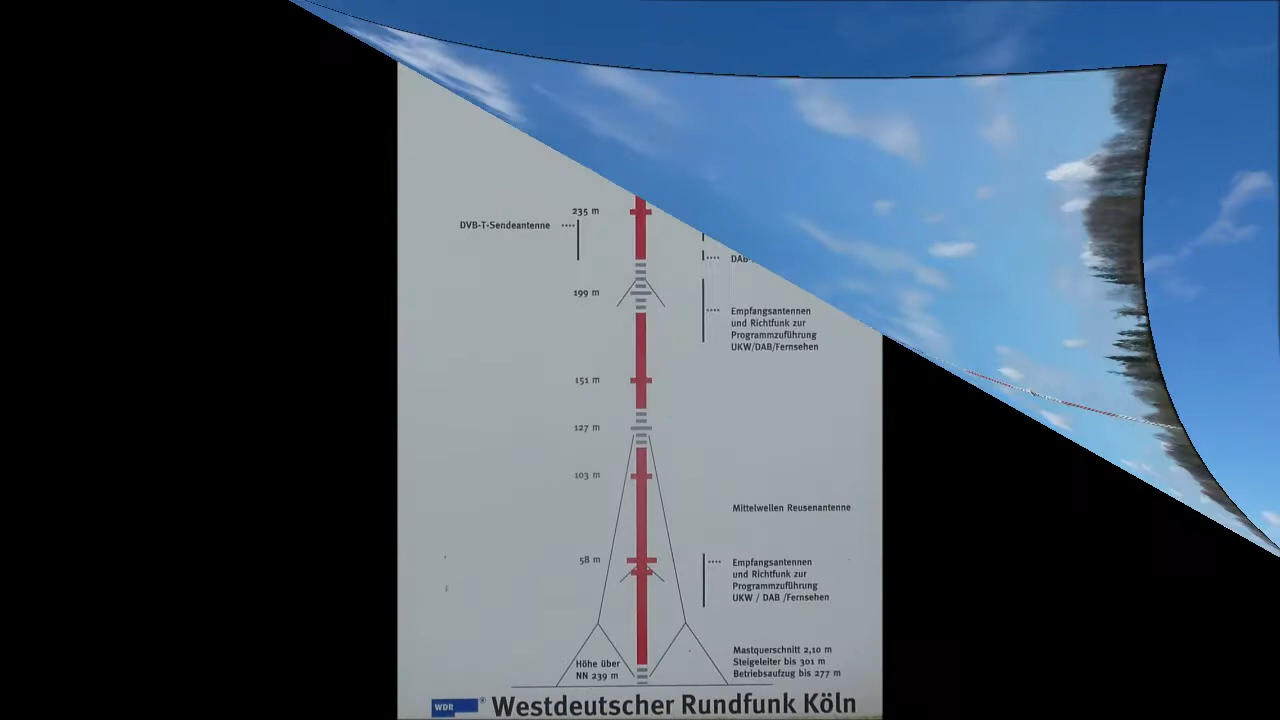 235 m
DVB-T-Sendeantenne
199 m
Empfangsantennen
und Richtfunk zur
Programmzuführung
UKW/DAB/Fernsehen
151 m
127 m
103 m
Mittelwellen Reusenantenne
58 m
Empfangsantennen
und Richtfunk zur
Programmzuführung
UKW / DAB /Fernsehen
Höhe über
NN 239 m
Mastquerschnitt 2,10 m
Steigeleiter bis 301 m
Betriebsaufzug bis 277 m
WDR ® Westdeutscher Rundfunk Köln